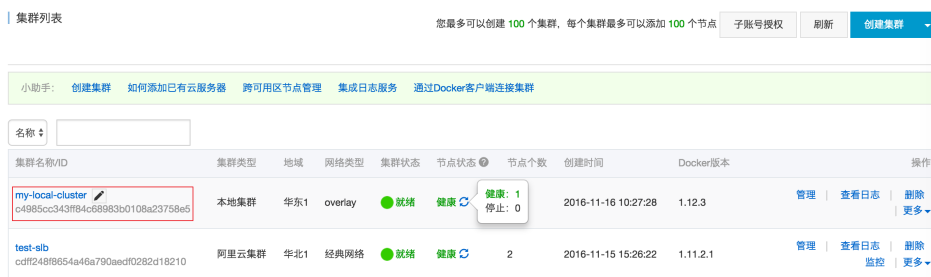 集群列表
您最多可以创建 100 个集群，每个集群最多可以添加 100 个节点 子账号授权 刷新 创建集群
小助手： 创建集群 如何添加已有云服务器 跨可用区节点管理 集成日志服务 通过Docker客户端连接集群
名称
集群名称/ID 集群类型 地域 网络类型 集群状态 节点状态 节点个数 创建时间 Docker版本 操作
my-local-cluster
c4985cc343ff84c68983b0108a23758e5 本地集群 华东1 overlay 就绪 健康 2016-11-16 10:27:28 1.12.3 管理 查看日志 删除
更多
健康：1
停止：0
test-slb
cdff248f8654a46a790aedf0282d18210 阿里云集群 华北1 经典网络 就绪 健康 2 2016-11-15 15:26:22 1.11.2.1 管理 查看日志 删除
监控 更多